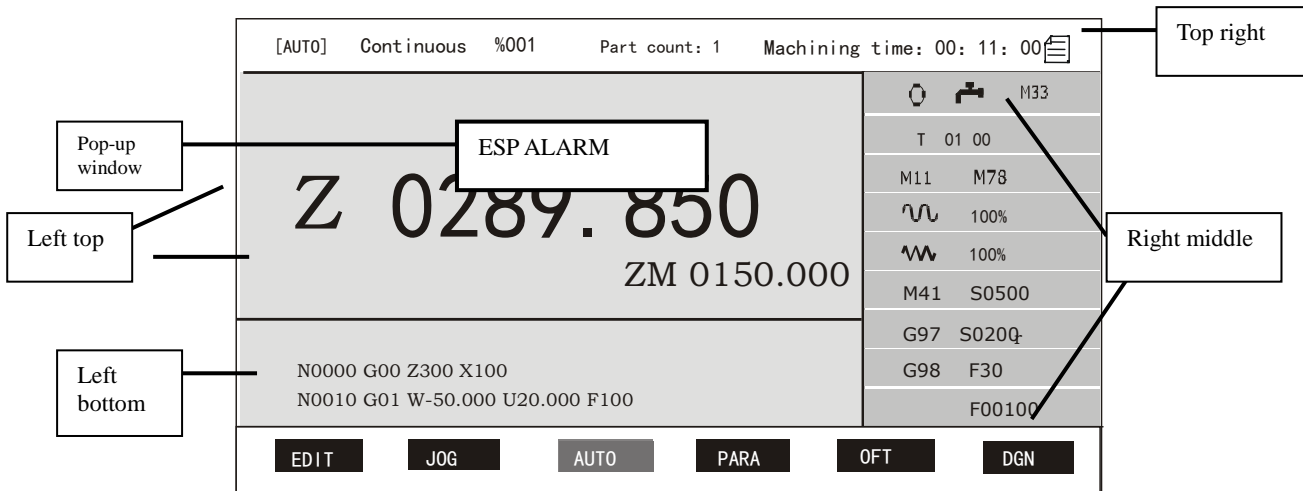 [AUTO] Continuous %001 Part count: 1 Machining time: 00: 11: 00
Top right
M33
Pop-up
window
ESP ALARM
T 01 00
M11 M78
Z 0289. 850
100%
Left top
Right middle
100%
ZM 0150.000
M41 S0500
G97 S0200
Left
bottom
N0000 G00 Z300 X100
G98 F30
N0010 G01 W-50.000 U20.000 F100
F00100
EDIT JOG AUTO PARA OFT DGN